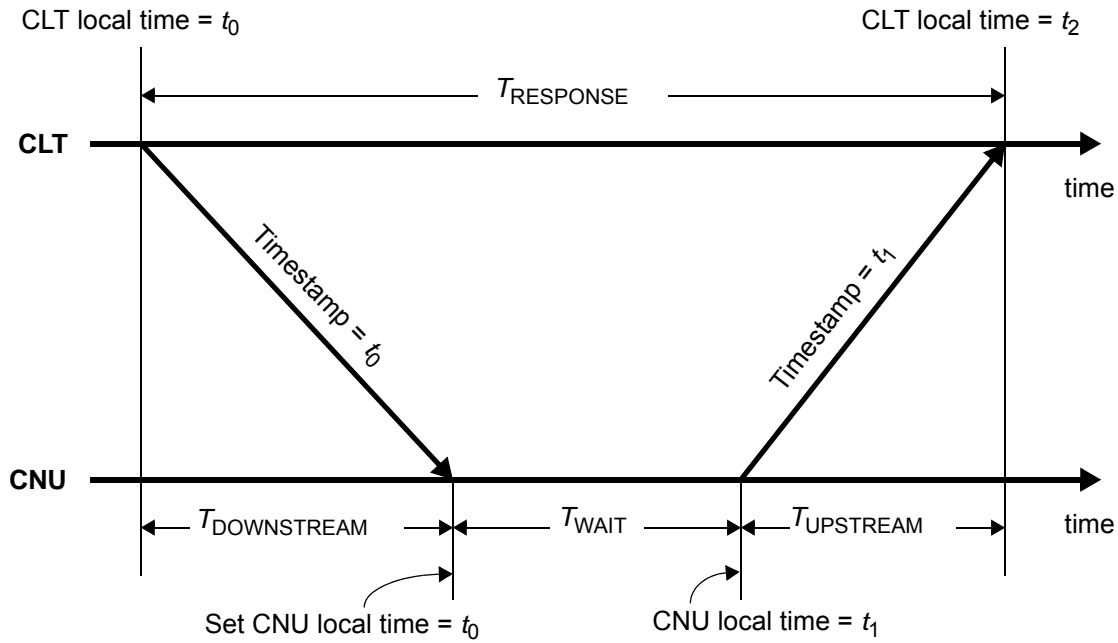 CLT local time = t0
CLT local time = t2
TRESPONSE
CLT
time
Timestamp = t0
Timestamp = t1
CNU
TDOWNSTREAM
TWAIT
TUPSTREAM
time
Set CNU local time = t0
CNU local time = t1